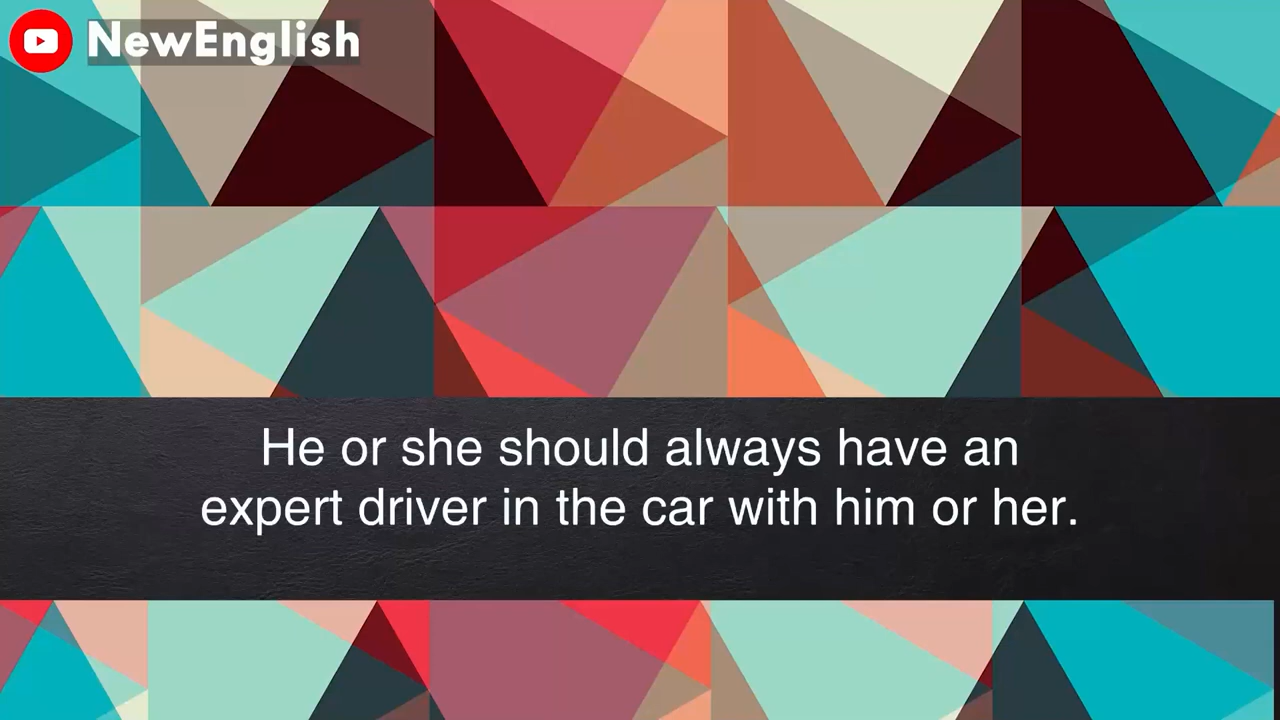 NewEnglish
He or she should always have an
expert driver in the car with him or her.